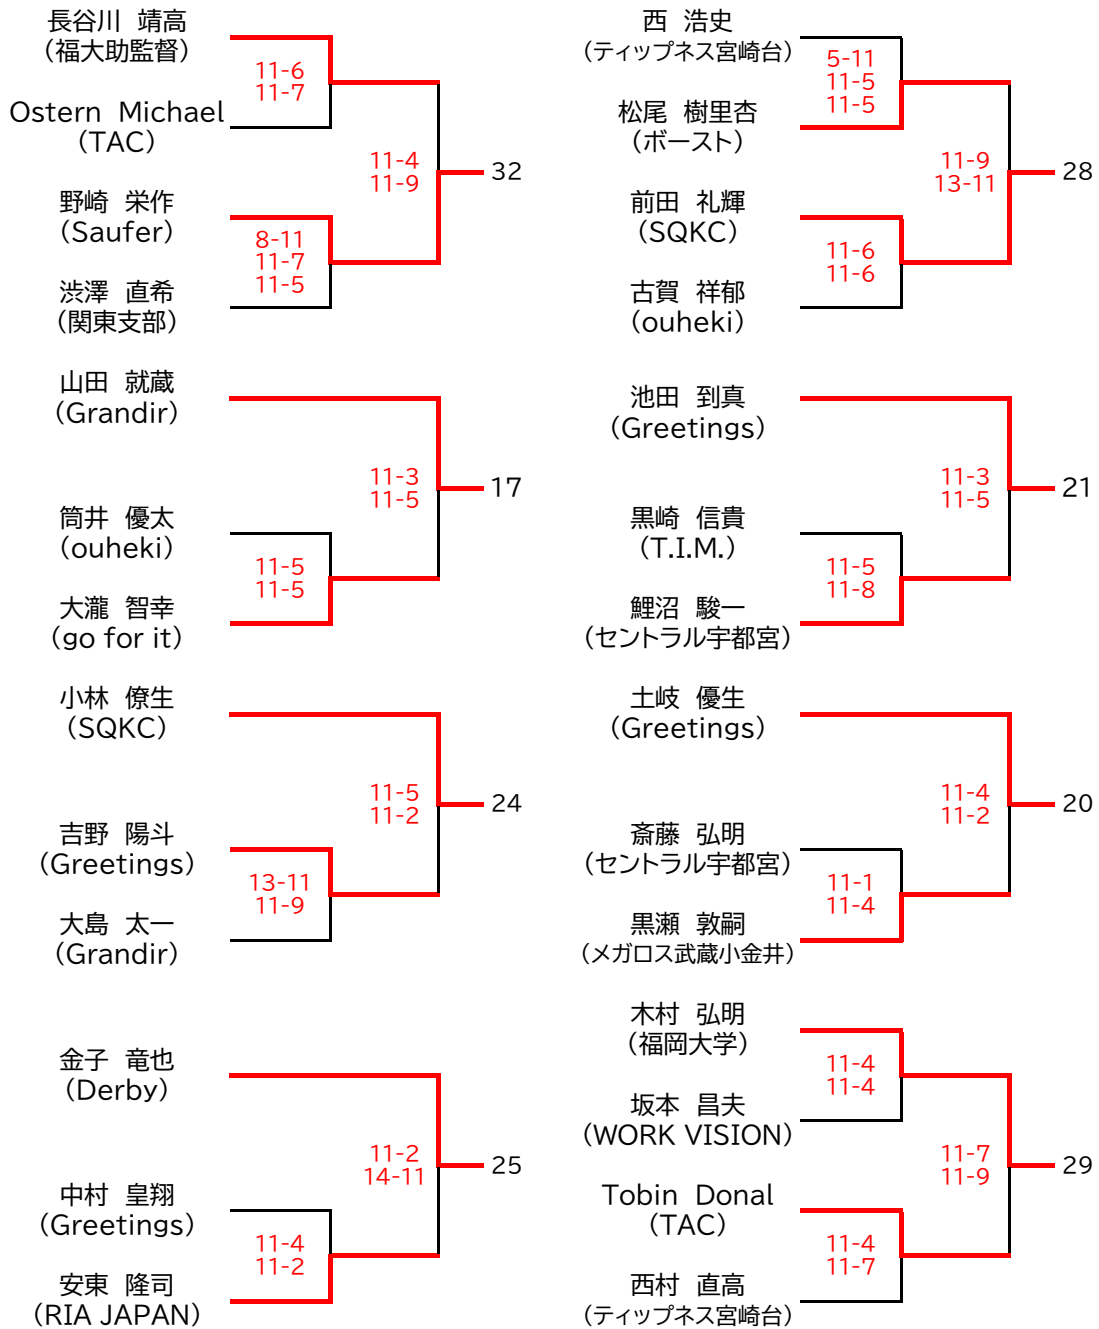 長谷川 靖高
(福大助監督)
11-6
11-7
Ostern Michael
(TAC)
11-4
11-9
32
野崎 栄作
(Saufer)
8-11
11-7
11-5
渋澤 直希
(関東支部)
山田 就蔵
(Grandir)
11-3
11-5
17
筒井 優太
(ouheki)
11-5
11-5
大瀧 智幸
(go for it)
小林 僚生
(SQKC)
11-5
11-2
24
吉野 陽斗
(Greetings)
13-11
11-9
大島 太一
(Grandir)
金子 竜也
(Derby)
11-2
14-11
25
中村 皇翔
(Greetings)
11-4
11-2
安東 隆司
(RIA JAPAN)
西 浩史
(ティップネス宮崎台)
5-11
11-5
11-5
松尾 樹里杏
(ボースト)
11-9
13-11
28
前田 礼輝
(SQKC)
11-6
11-6
古賀 祥郁
(ouheki)
池田 到真
(Greetings)
11-3
11-5
21
黒崎 信貴
(T.I.M.)
11-5
11-8
鯉沼 駿一
(セントラル宇都宮)
土岐 優生
(Greetings)
11-4
11-2
20
斎藤 弘明
(セントラル宇都宮)
11-1
11-4
黒瀬 敦嗣
(メガロス武蔵小金井)
木村 弘明
(福岡大学)
11-4
11-4
坂本 昌夫
(WORK VISION)
11-7
11-9
29
Tobin Donal
(TAC)
11-4
11-7
西村 直高
(ティップネス宮崎台)